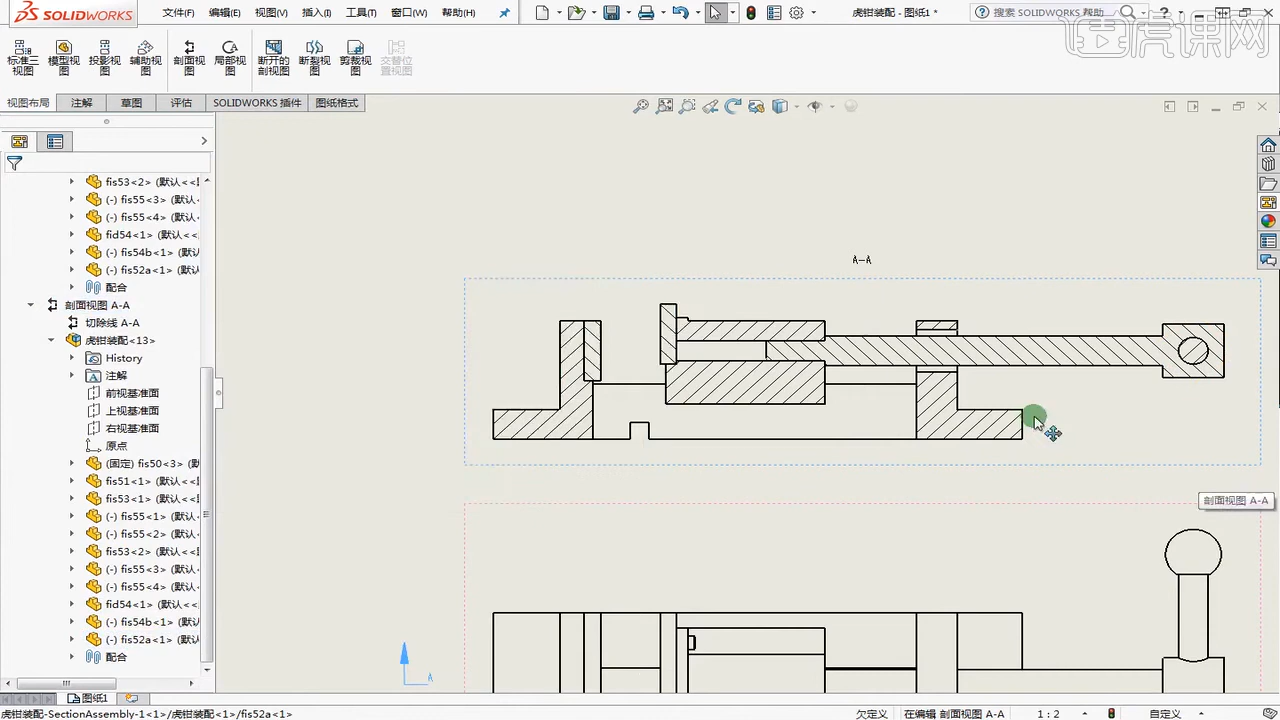 SOLIDWORKS
文件(F) 编辑(E) 视图(V) 插入(I) 工具(T) 窗口(W) 帮助(H)
虎钳装配 - 图纸1 *
搜索 SOLIDWORKS 帮助
虎课网
标准三视图 模型视图 投影视图 辅助视图 剖面视图 局部视图 断开的剖视图 断裂视图 剪裁视图 交替位置视图
视图布局 注解 草图 评估 SOLIDWORKS 插件 图纸格式
fis53<2> (默认<<
(-) fis55<3> (默认
(-) fis55<4> (默认
fid54<1> (默认<<
(-) fis54b<1> (默
(-) fis52a<1> (默
配合
剖面视图 A-A
切除线 A-A
虎钳装配<13>
History
注解
前视基准面
上视基准面
右视基准面
原点
(固定) fis50<3> (默
fis51<1> (默认<<
fis53<1> (默认<<
(-) fis55<1> (默认
(-) fis55<2> (默认
fis53<2> (默认<<
(-) fis55<3> (默认
(-) fis55<4> (默认
fid54<1> (默认<<
(-) fis54b<1> (默
(-) fis52a<1> (默
配合
A-A
剖面视图 A-A
A
图纸1
虎钳装配-SectionAssembly-1<1>/虎钳装配<1>/fis52a<1>
欠定义 在编辑 剖面视图 A-A 1 : 2 自定义